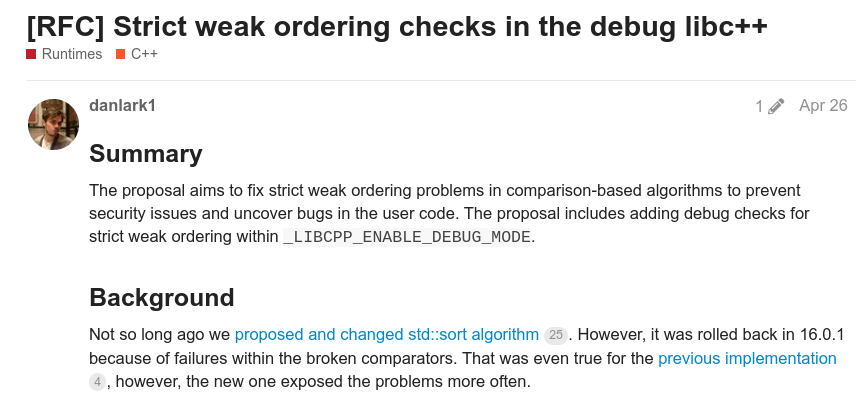 [RFC] Strict weak ordering checks in the debug libc++
Runtimes C++
danlark1 1 Apr 26
Summary
The proposal aims to fix strict weak ordering problems in comparison-based algorithms to prevent
security issues and uncover bugs in the user code. The proposal includes adding debug checks for
strict weak ordering within _LIBCPP_ENABLE_DEBUG_MODE.
Background
Not so long ago we proposed and changed std::sort algorithm 25. However, it was rolled back in 16.0.1
because of failures within the broken comparators. That was even true for the previous implementation
4, however, the new one exposed the problems more often.